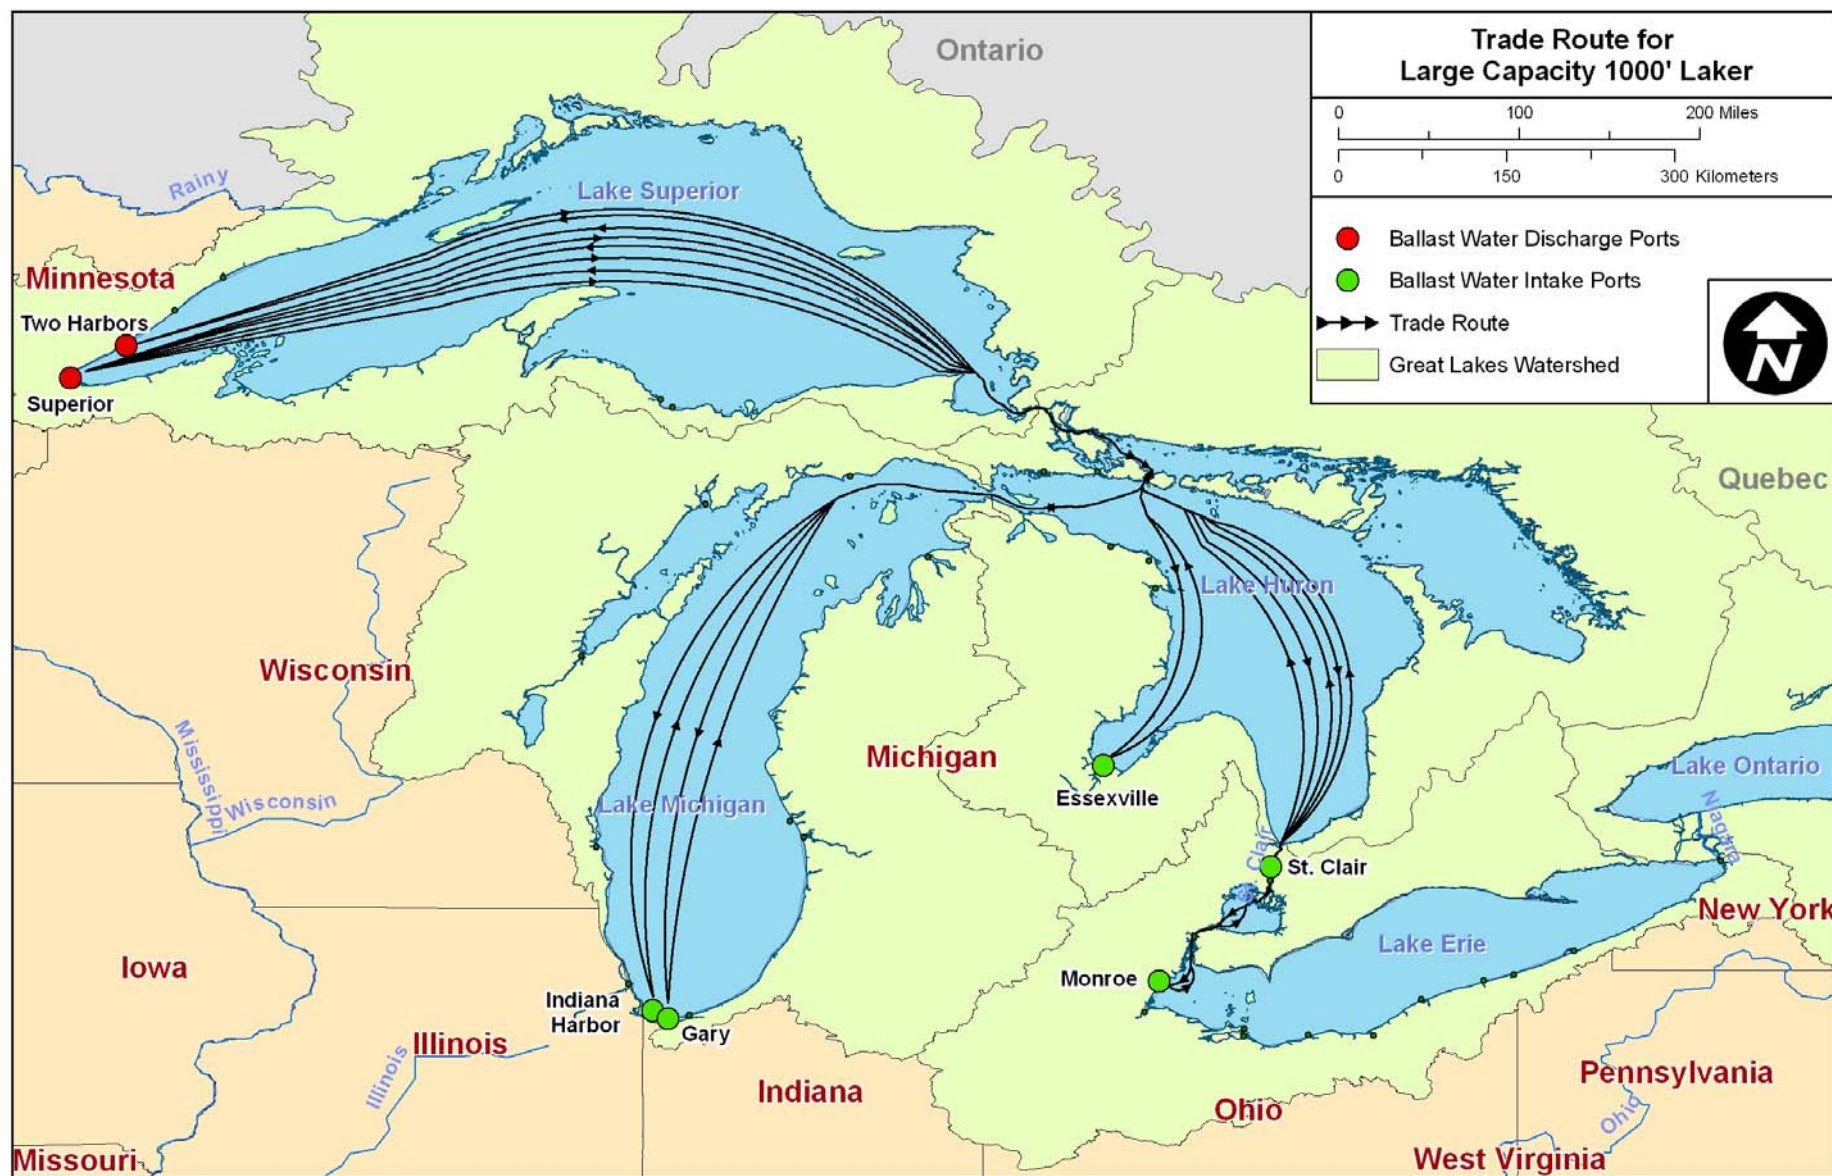 Ontario
Trade Route for
Large Capacity 1000' Laker
0 100 200 Miles
0 150 300 Kilometers
Ballast Water Discharge Ports
Ballast Water Intake Ports
Trade Route
Great Lakes Watershed
N
Rainy
Lake Superior
Minnesota
Two Harbors
Superior
Quebec
Lake Huron
Wisconsin
Mississippi
Wisconsin
Michigan
Lake Michigan
Essexville
Lake Ontario
Niagara
St. Clair
St. Clair
New York
Lake Erie
Iowa
Monroe
Indiana
Harbor
Gary
Illinois
Illinois
Indiana
Ohio
Pennsylvania
Ohio
Missouri
West Virginia